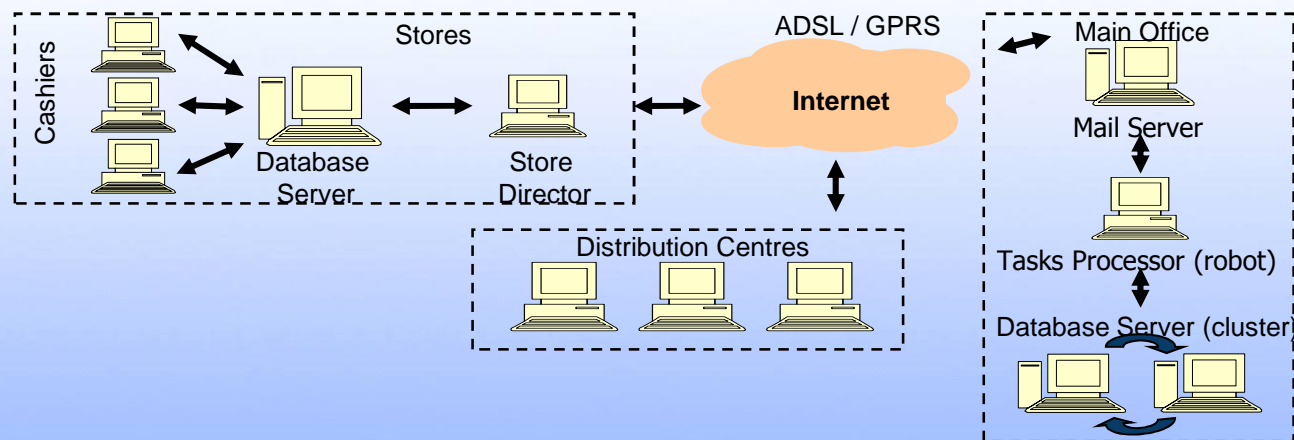 Cashiers
Stores
Database
Server
Store
Director
ADSL / GPRS
Internet
Distribution Centres
Main Office
Mail Server
Tasks Processor (robot)
Database Server (cluster)